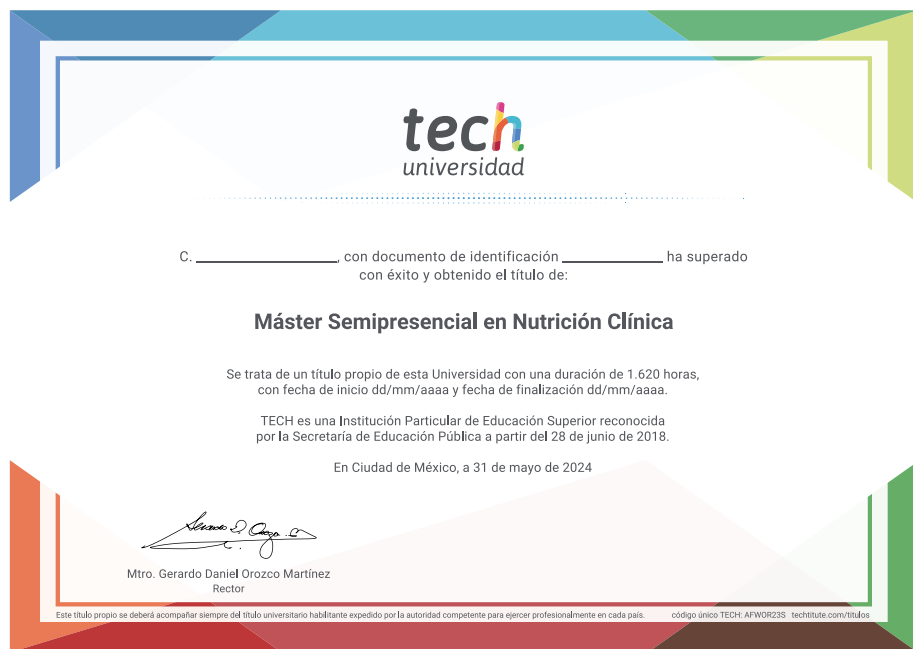 tech
universidad
C. __________________, con documento de identificación _____________ ha superado
con éxito y obtenido el título de:
Máster Semipresencial en Nutrición Clínica
Se trata de un título propio de esta Universidad con una duración de 1.620 horas,
con fecha de inicio dd/mm/aaaa y fecha de finalización dd/mm/aaaa.
TECH es una Institución Particular de Educación Superior reconocida
por la Secretaría de Educación Pública a partir del 28 de junio de 2018.
En Ciudad de México, a 31 de mayo de 2024
Mtro. Gerardo Daniel Orozco Martínez
Rector
Este título propio se deberá acompañar siempre del título universitario habilitante expedido por la autoridad competente para ejercer profesionalmente en cada país. código único TECH: AFWOR23S techtitute.com/titulos